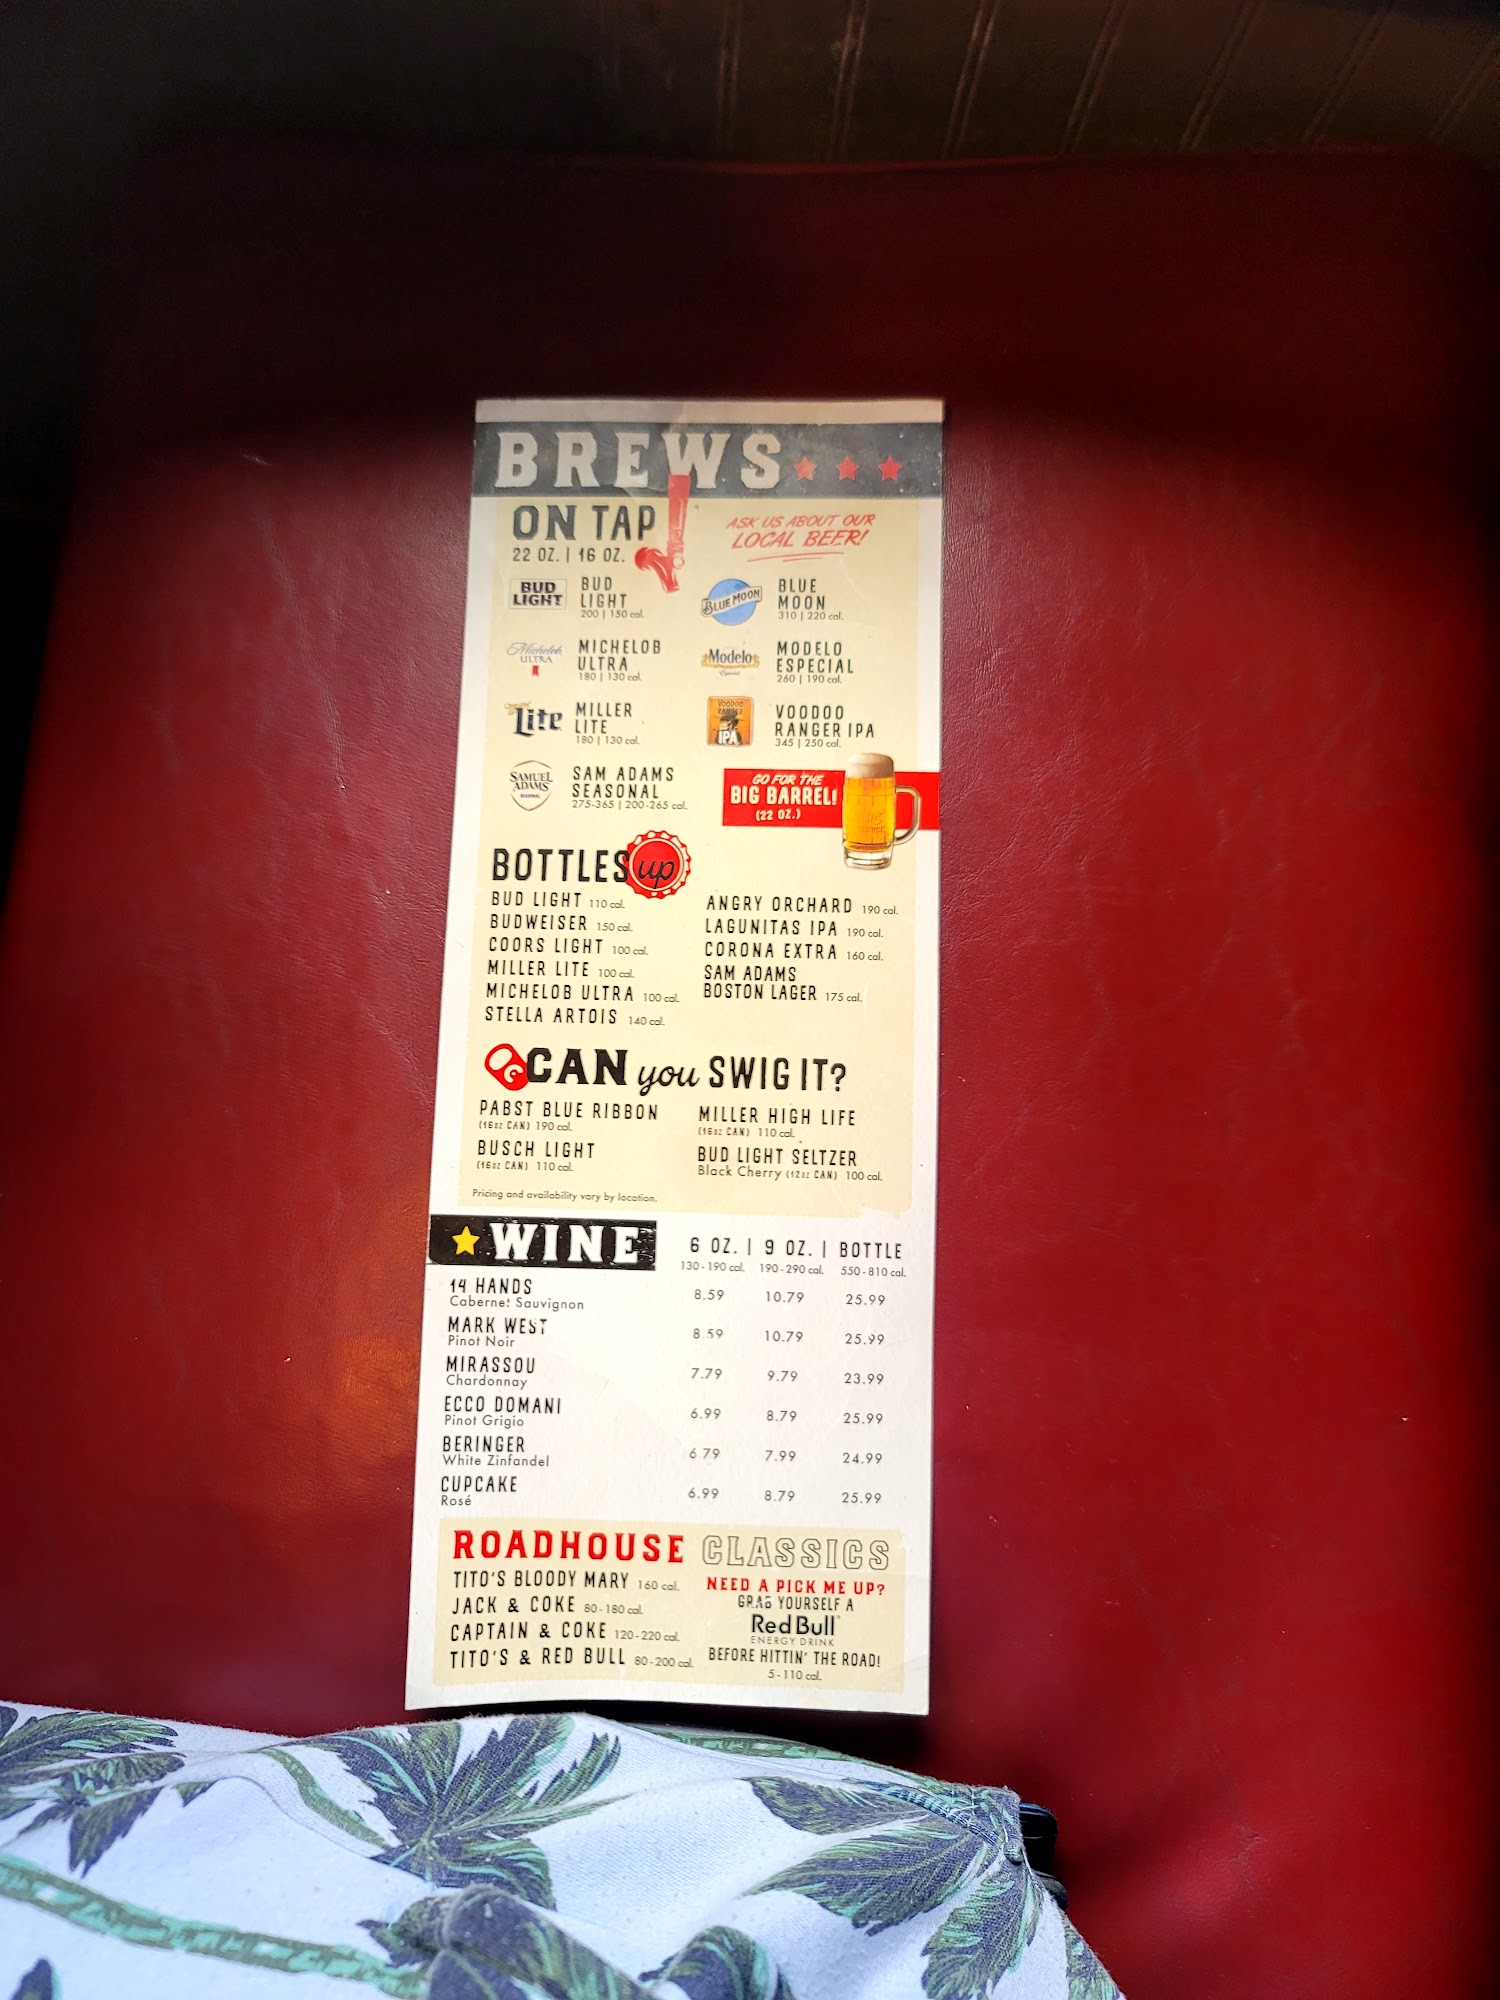 BREWS
ON TAP!
22 OZ. | 16 OZ.
ASK US ABOUT OUR
LOCAL BEER!
BUD
LIGHT
BUD
LIGHT
200 | 150 cal.
BLUE MOON
BLUE
MOON
310 | 220 cal.
Michelob
ULTRA
MICHELOB
ULTRA
180 | 130 cal.
Modelo
Especial
MODELO
ESPECIAL
260 | 190 cal.
Lite
MILLER
LITE
180 | 130 cal.
VOODOO
RANGER
IPA
VOODOO
RANGER IPA
345 | 250 cal.
SAMUEL
ADAMS
SAM ADAMS
SEASONAL
275-365 | 200-265 cal.
GO FOR THE
BIG BARREL!
(22 OZ.)
BOTTLES up
BUD LIGHT 110 cal.
BUDWEISER 150 cal.
COORS LIGHT 100 cal.
MILLER LITE 100 cal.
MICHELOB ULTRA 100 cal.
STELLA ARTOIS 140 cal.
ANGRY ORCHARD 190 cal.
LAGUNITAS IPA 190 cal.
CORONA EXTRA 160 cal.
SAM ADAMS
BOSTON LAGER 175 cal.
CAN you SWIG IT?
PABST BLUE RIBBON
(16oz CAN) 190 cal.
BUSCH LIGHT
(16oz CAN) 110 cal.
MILLER HIGH LIFE
(16oz CAN) 110 cal.
BUD LIGHT SELTZER
Black Cherry (12oz CAN) 100 cal.
Pricing and availability vary by location.
WINE
6 OZ. | 9 OZ. | BOTTLE
130-190 cal. 190-290 cal. 550-810 cal.
14 HANDS
Cabernet Sauvignon
8.59 10.79 25.99
MARK WEST
Pinot Noir
8.59 10.79 25.99
MIRASSOU
Chardonnay
7.79 9.79 23.99
ECCO DOMANI
Pinot Grigio
6.99 8.79 25.99
BERINGER
White Zinfandel
6.79 7.99 24.99
CUPCAKE
Rosé
6.99 8.79 25.99
ROADHOUSE CLASSICS
TITO'S BLOODY MARY 160 cal.
JACK & COKE 80-180 cal.
CAPTAIN & COKE 120-220 cal.
TITO'S & RED BULL 80-200 cal.
NEED A PICK ME UP?
GRAB YOURSELF A
Red Bull
ENERGY DRINK
BEFORE HITTIN' THE ROAD!
5-110 cal.